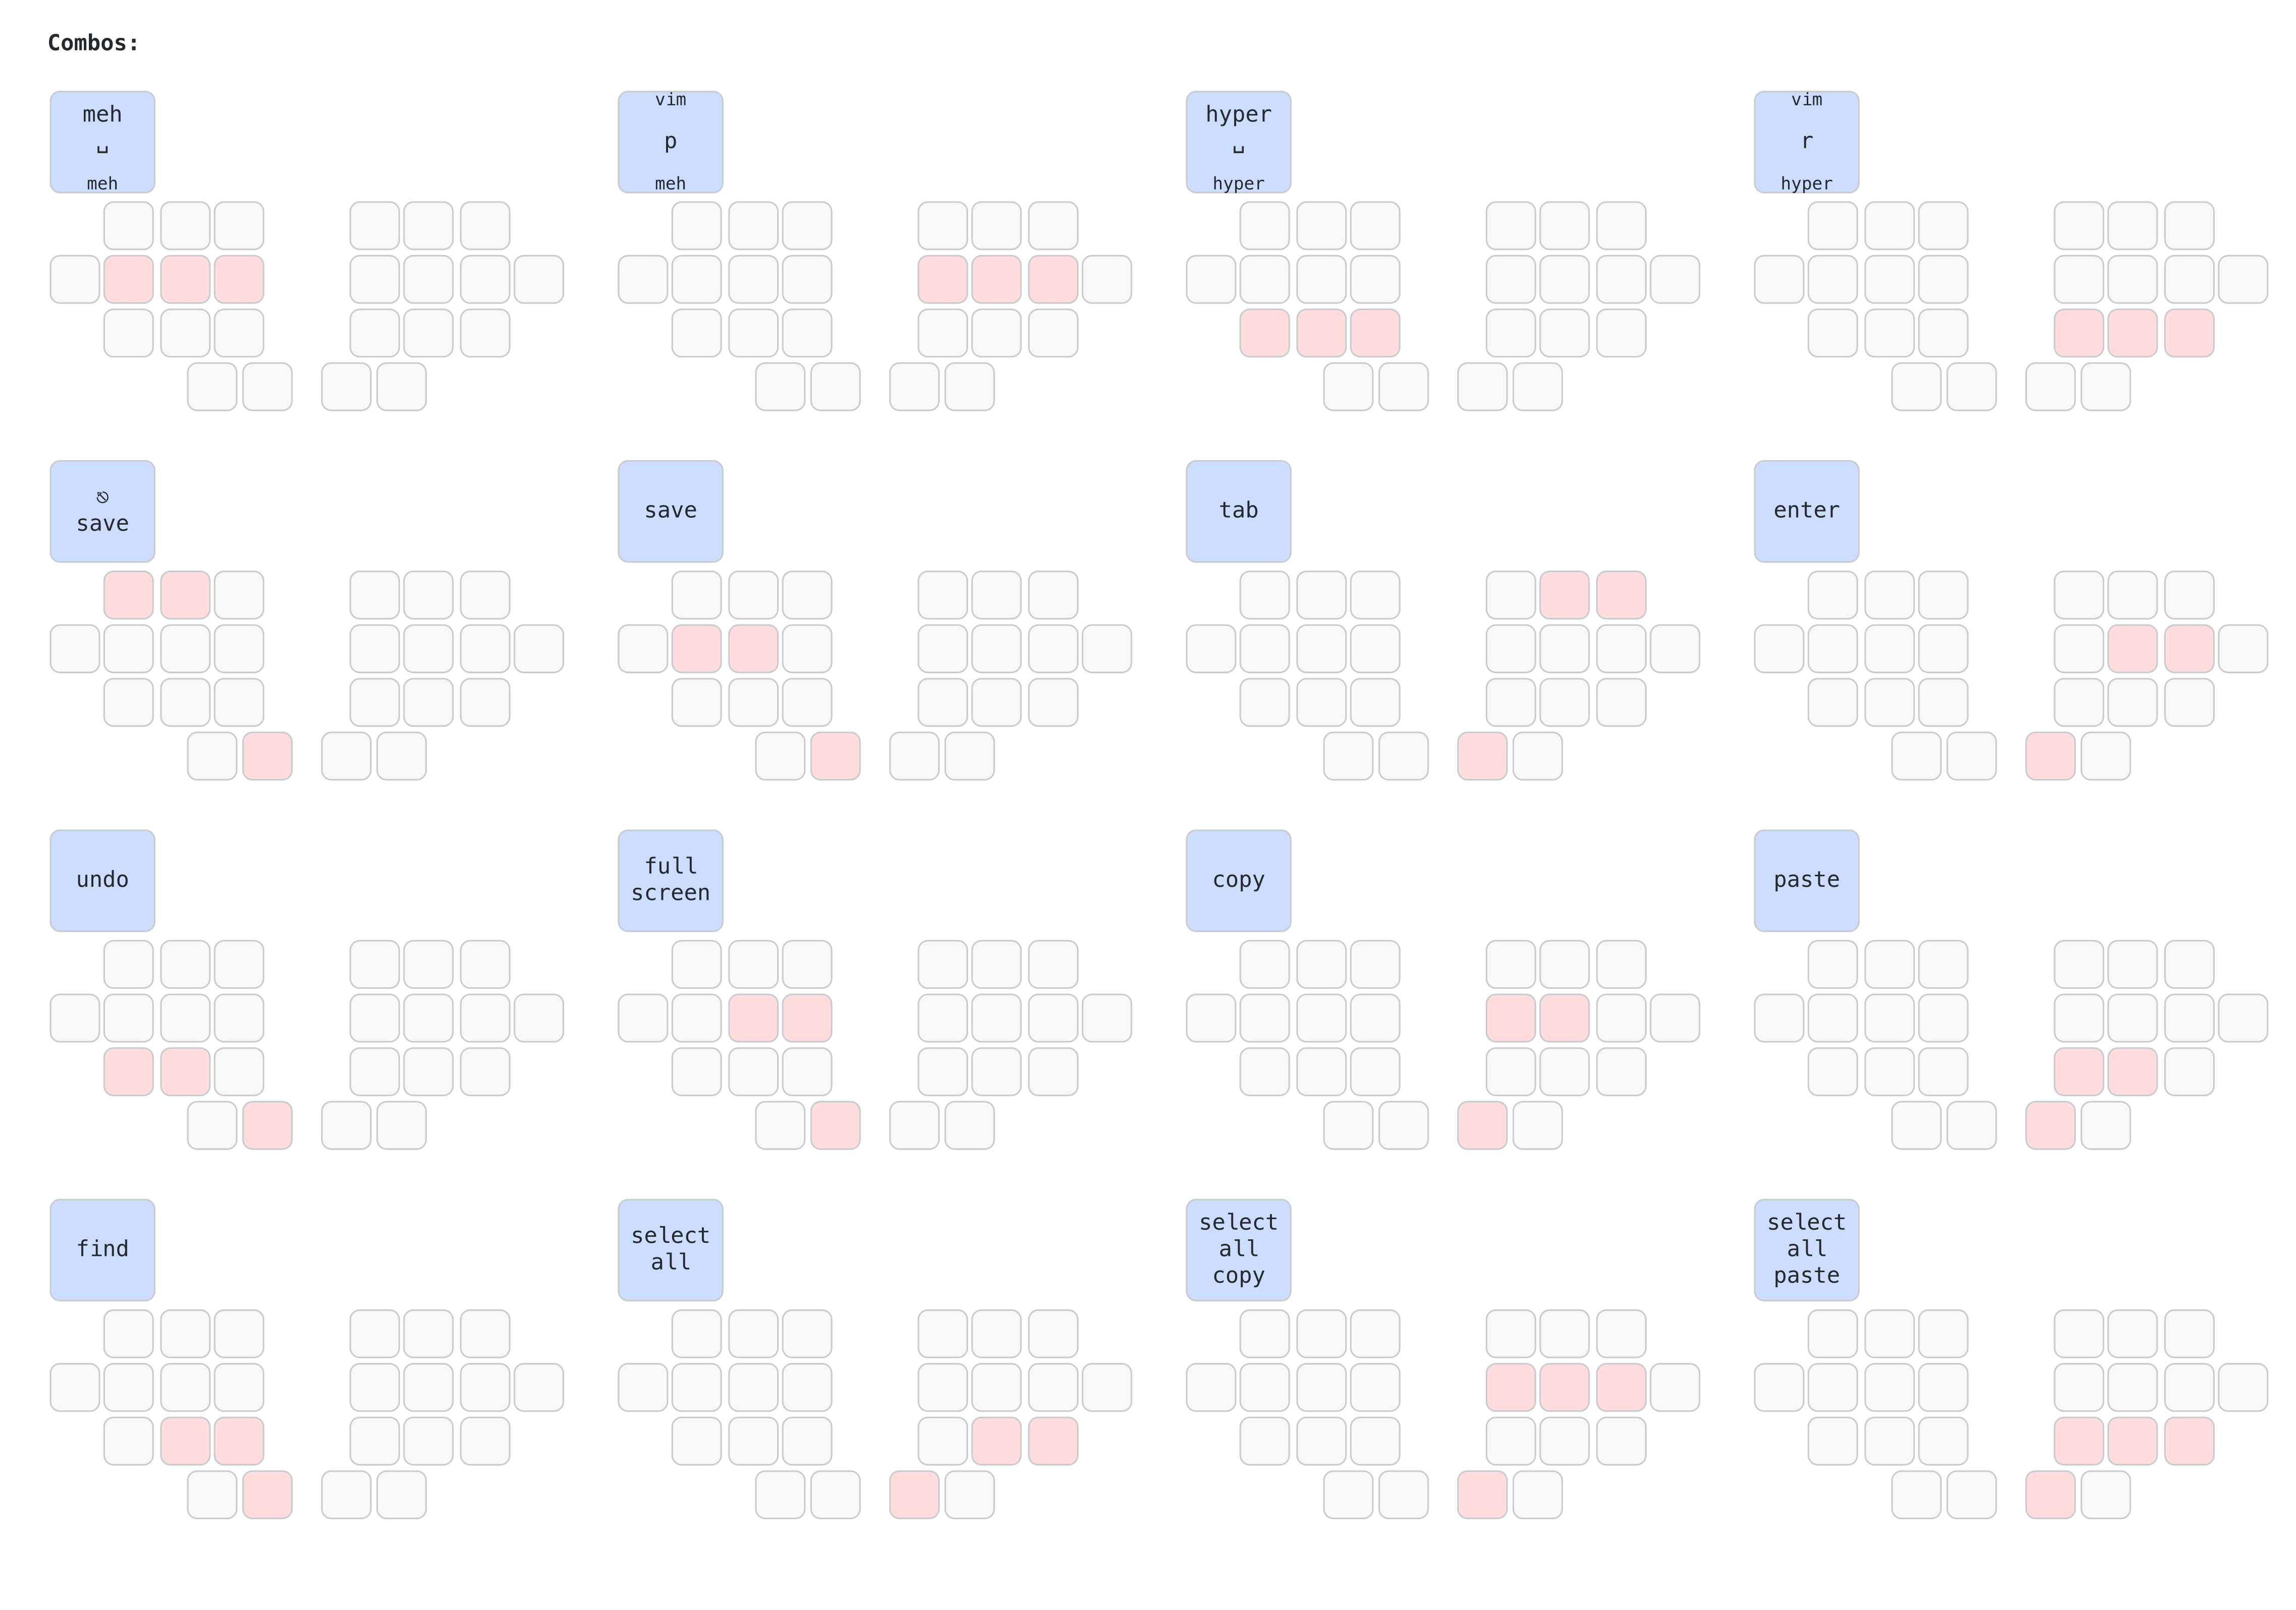 Combos:
meh
␣
meh
vim
p
meh
hyper
␣
hyper
vim
r
hyper
⎋
save
save
tab
enter
undo
full
screen
copy
paste
find
select
all
select
all
copy
select
all
paste